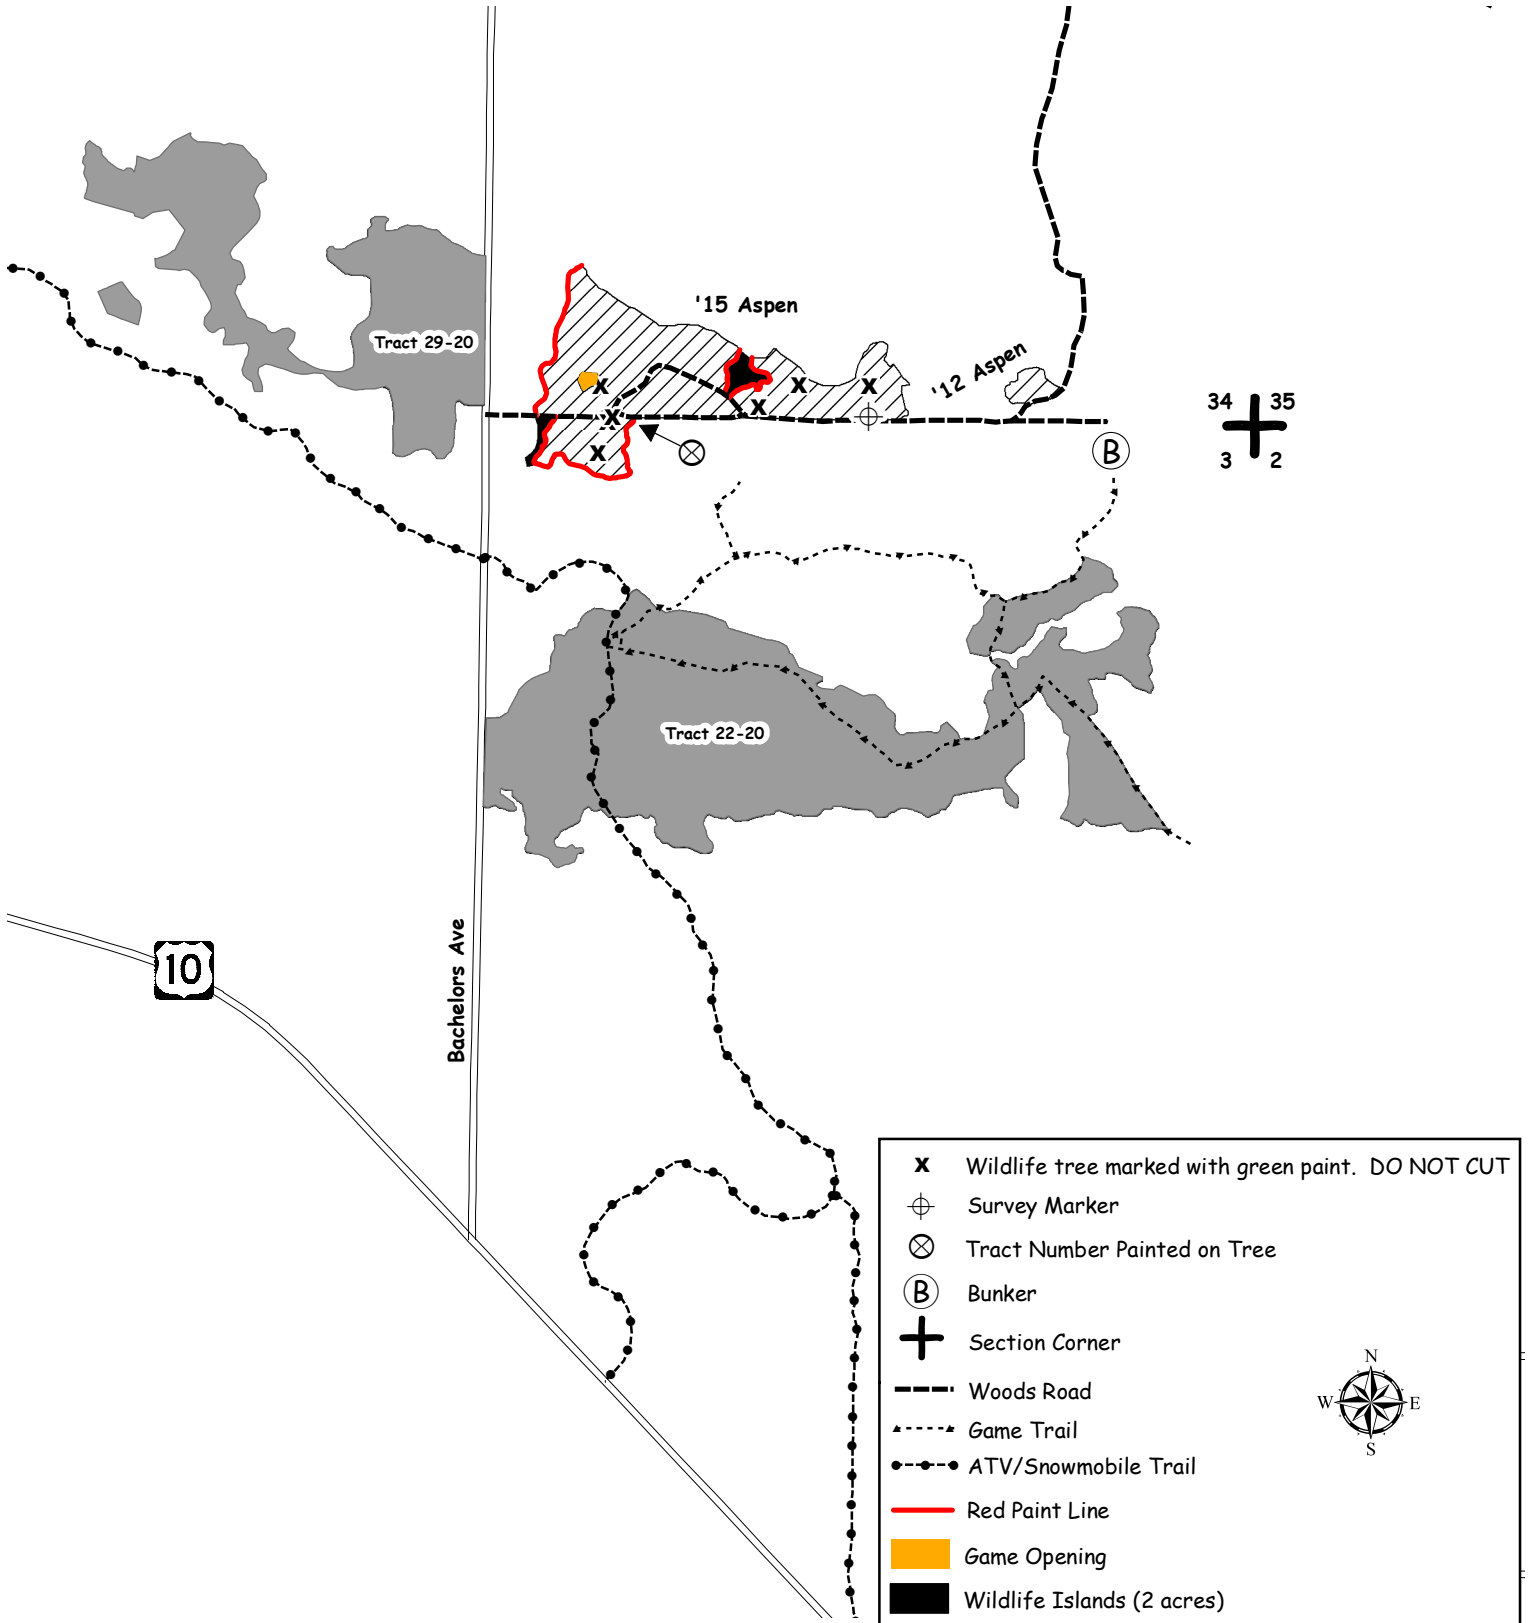 '15 Aspen
Tract 29-20
'12 Aspen
34 35
3 2
B
Tract 22-20
Bachelors Ave
10
x Wildlife tree marked with green paint. DO NOT CUT
Survey Marker
Tract Number Painted on Tree
B Bunker
Section Corner
Woods Road
Game Trail
ATV/Snowmobile Trail
Red Paint Line
Game Opening
Wildlife Islands (2 acres)
N
W E
S